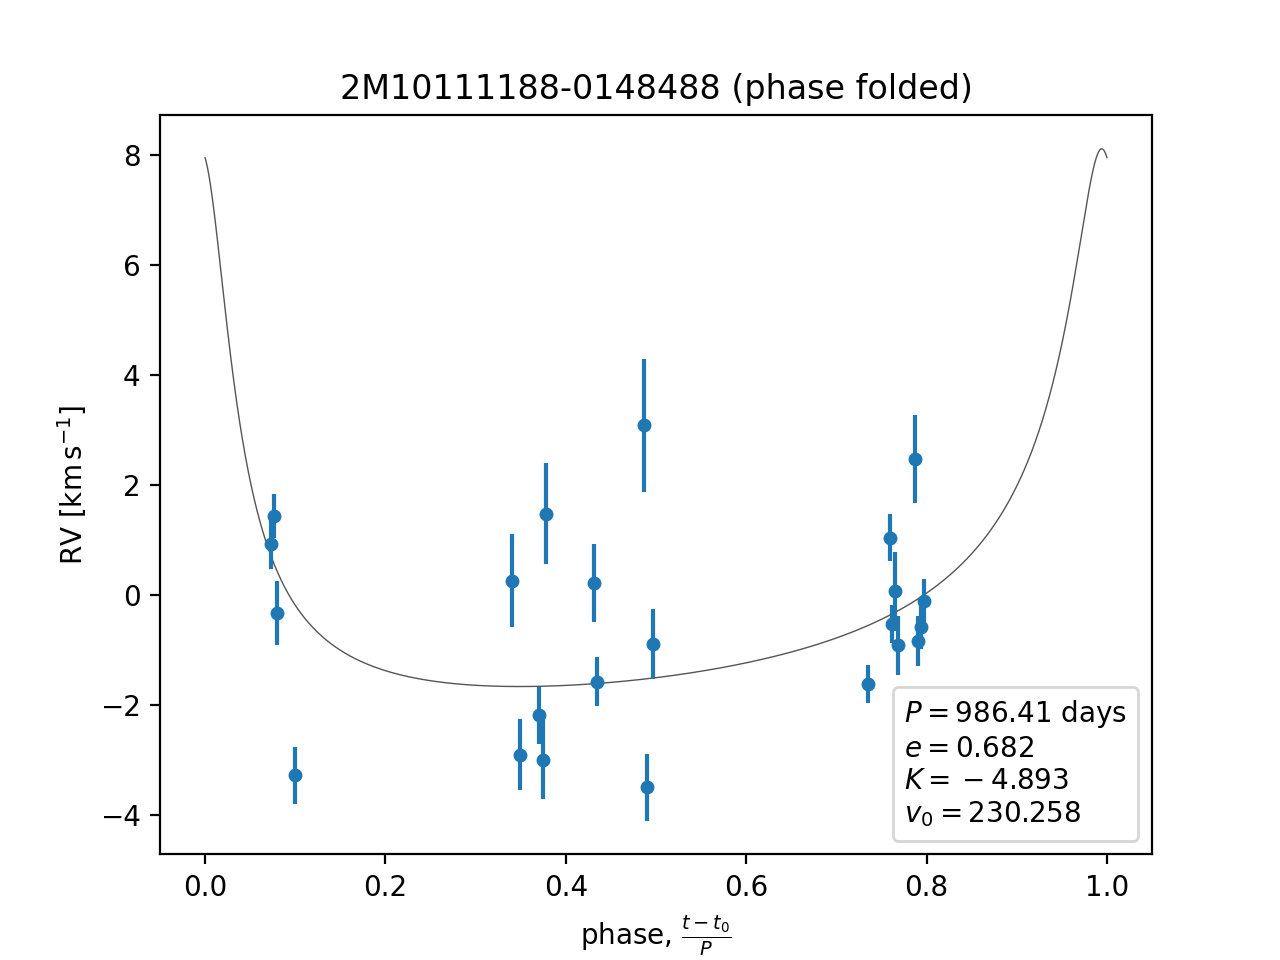 2M10111188-0148488 (phase folded)
8
6
4
2
0
−2
−4
RV [km s⁻¹]
P = 986.41 days
e = 0.682
K = −4.893
v₀ = 230.258
0.0 0.2 0.4 0.6 0.8 1.0
phase, (t − t₀)/P